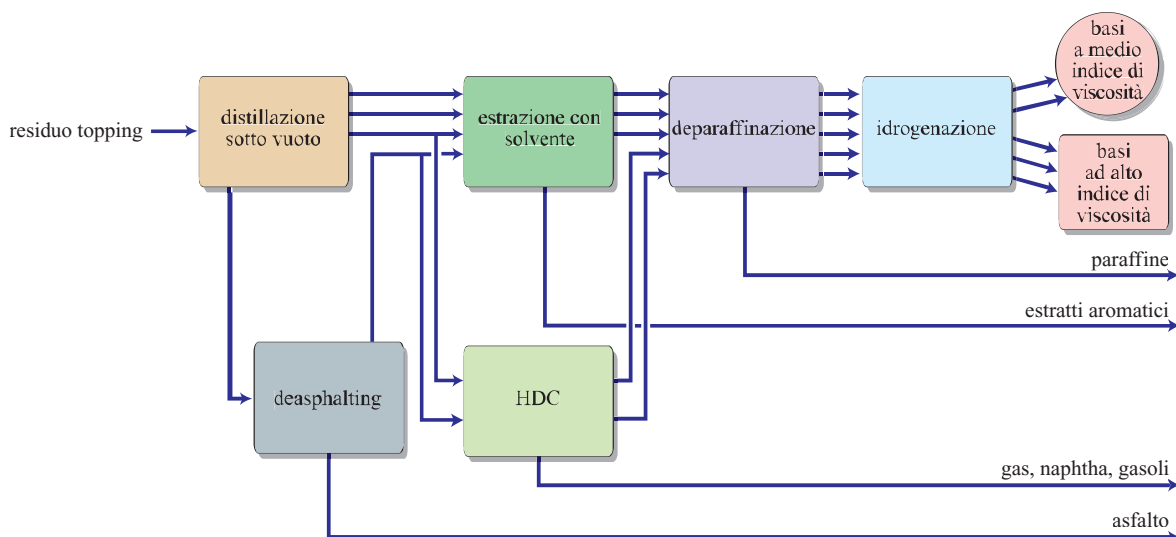 basi
a medio
indice di
viscosità
residuo topping
distillazione
sotto vuoto
estrazione con
solvente
deparaffinazione
idrogenazione
basi
ad alto
indice di
viscosità
paraffine
estratti aromatici
deasphalting
HDC
gas, naphtha, gasoli
asfalto